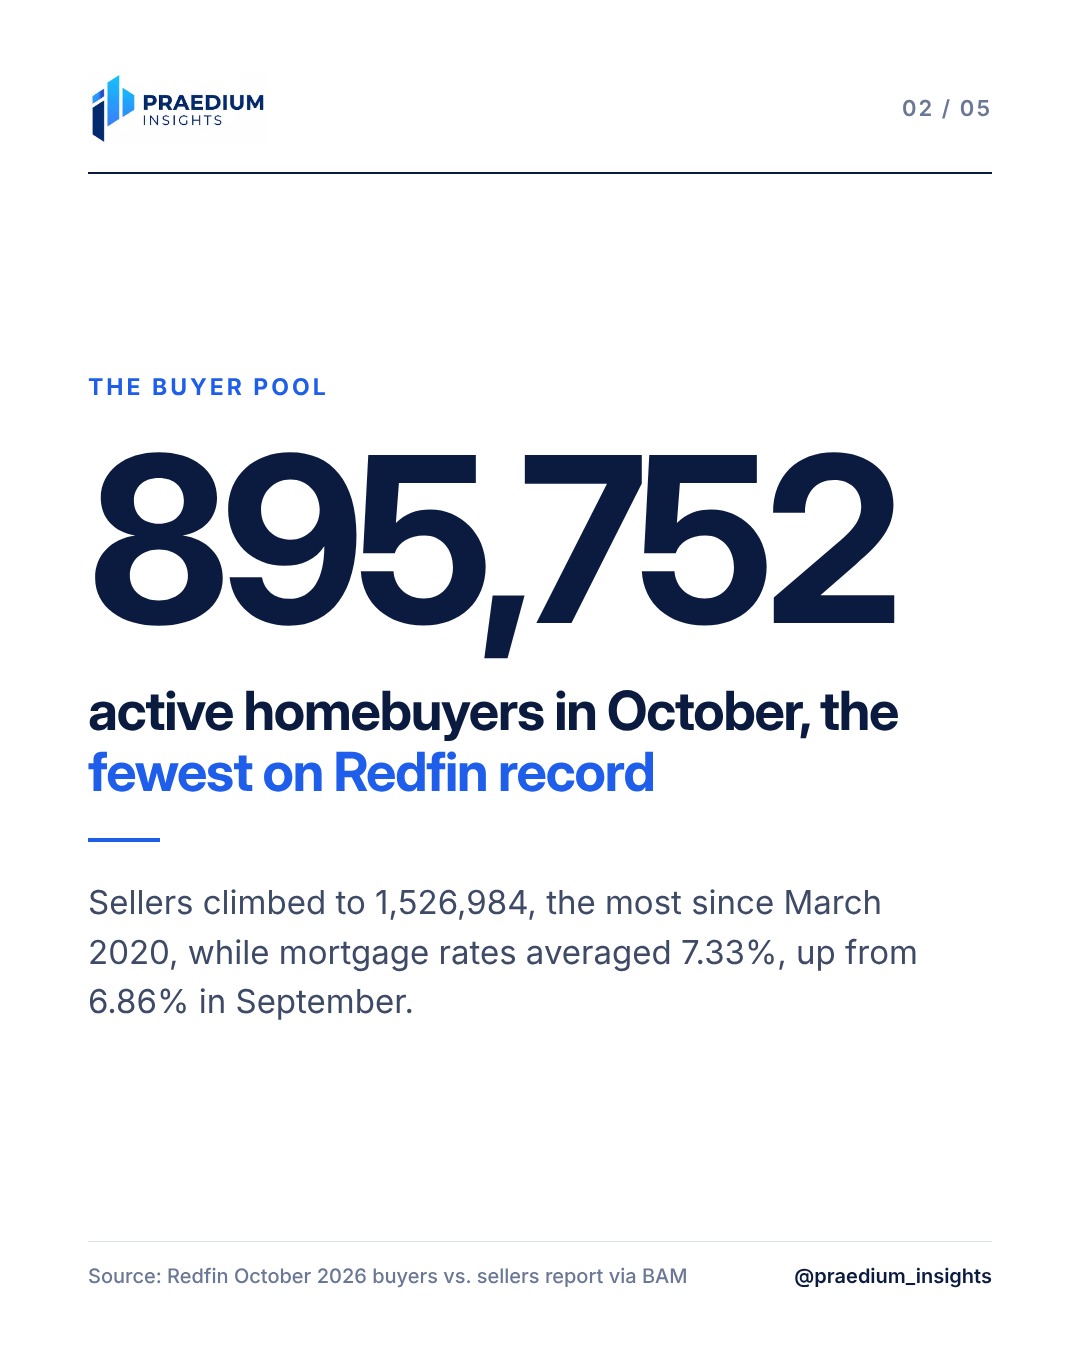 PRAEDIUM
INSIGHTS
02 / 05
THE BUYER POOL
895,752
active homebuyers in October, the
fewest on Redfin record
Sellers climbed to 1,526,984, the most since March
2020, while mortgage rates averaged 7.33%, up from
6.86% in September.
Source: Redfin October 2026 buyers vs. sellers report via BAM
@praedium_insights